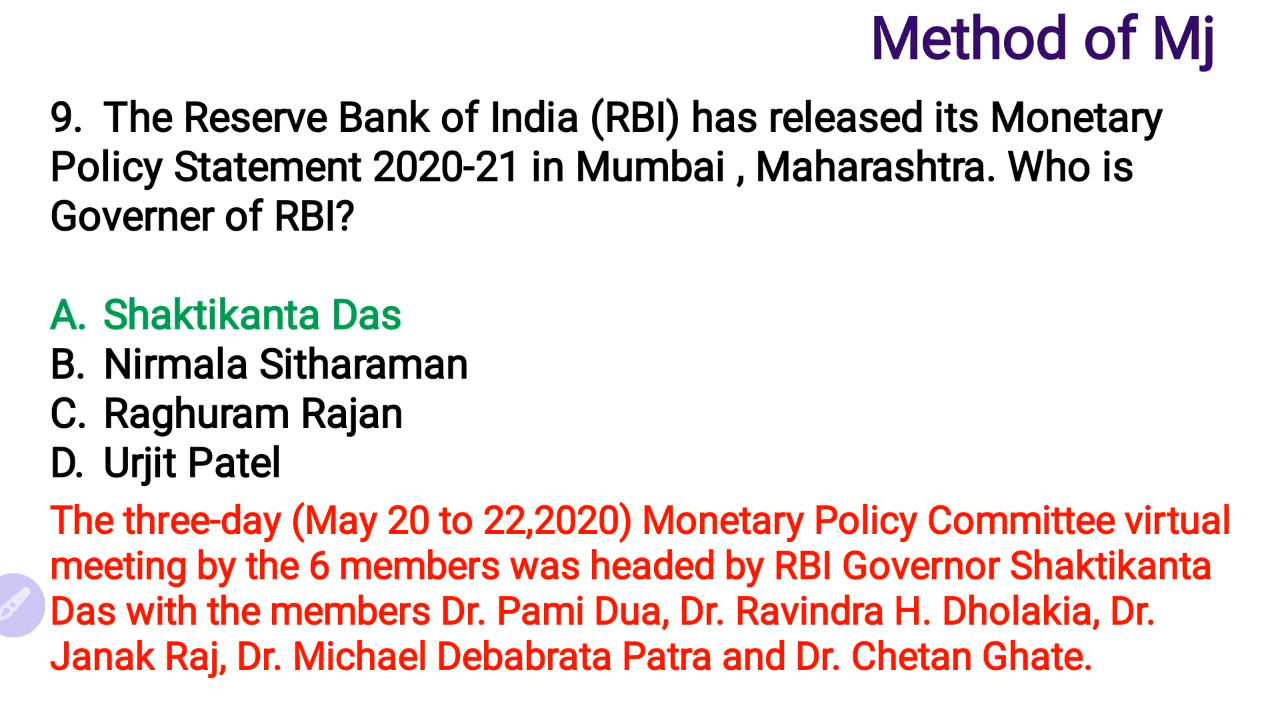 Method of Mj
9. The Reserve Bank of India (RBI) has released its Monetary
Policy Statement 2020-21 in Mumbai , Maharashtra. Who is
Governer of RBI?
A. Shaktikanta Das
B. Nirmala Sitharaman
C. Raghuram Rajan
D. Urjit Patel
The three-day (May 20 to 22,2020) Monetary Policy Committee virtual
meeting by the 6 members was headed by RBI Governor Shaktikanta
Das with the members Dr. Pami Dua, Dr. Ravindra H. Dholakia, Dr.
Janak Raj, Dr. Michael Debabrata Patra and Dr. Chetan Ghate.